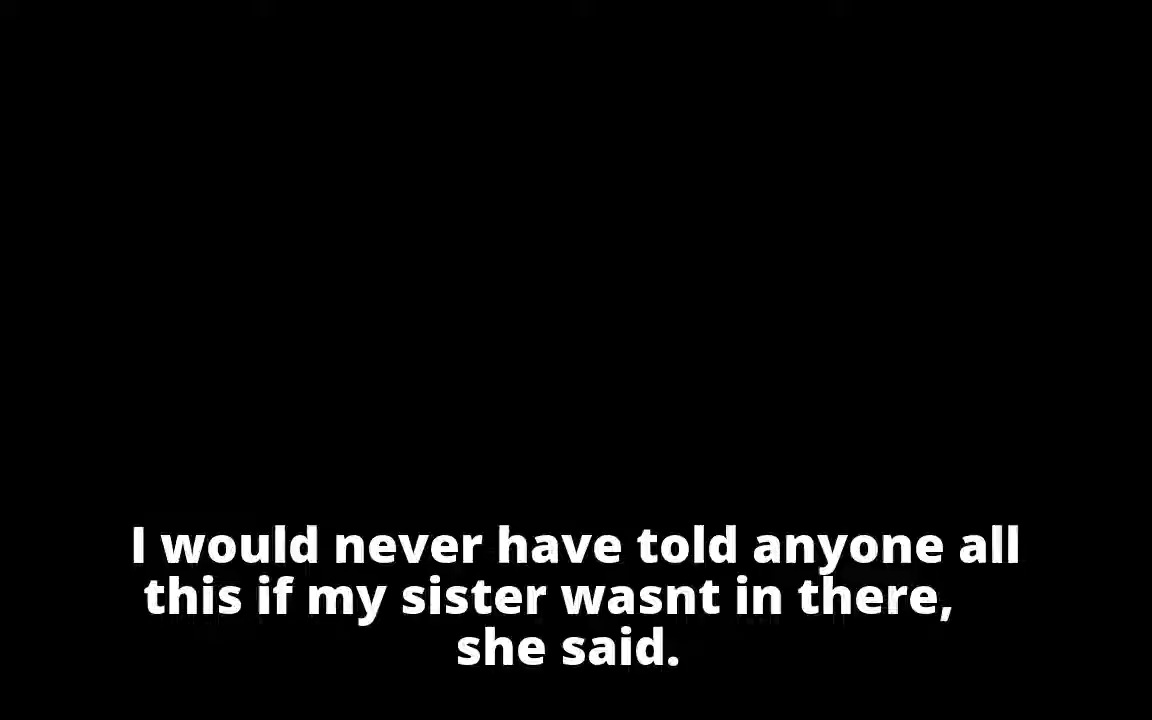 I would never have told anyone all
this if my sister wasnt in there,
she said.